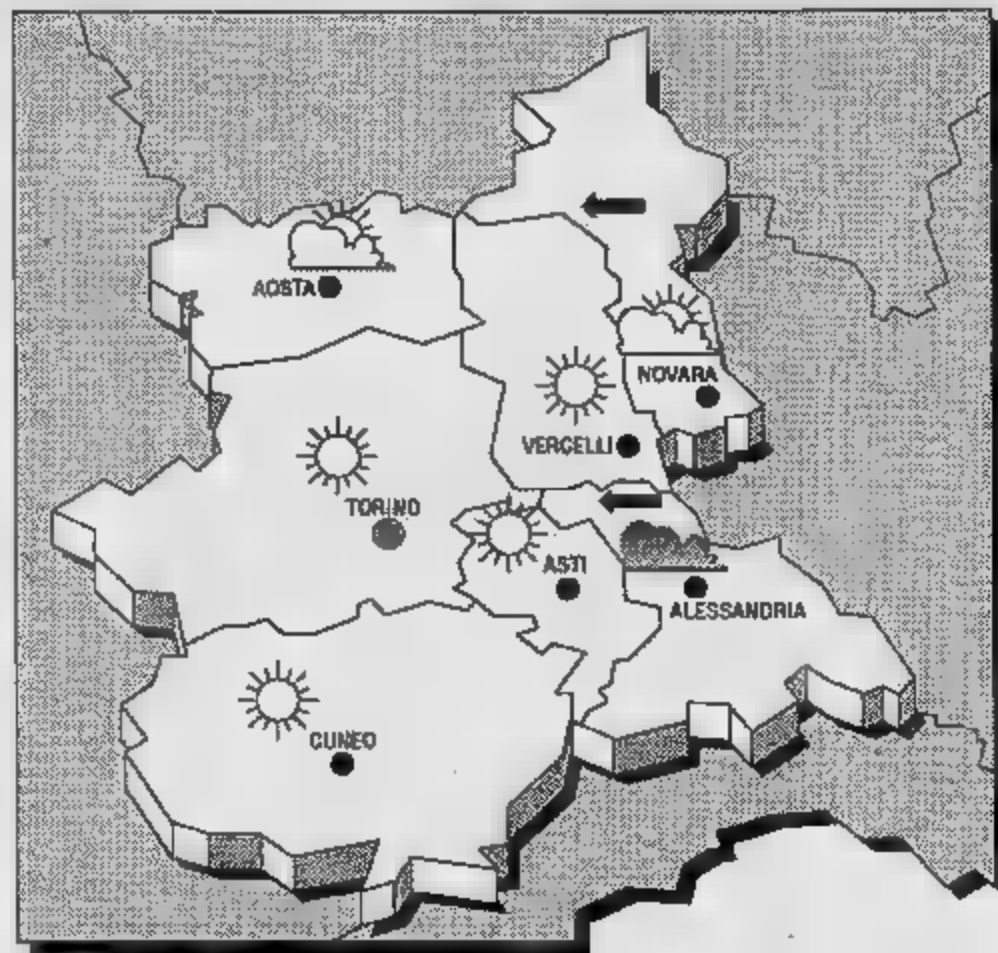 AOSTA
NOVARA
VERCELLI
TORINO
ASTI
ALESSANDRIA
CUNEO